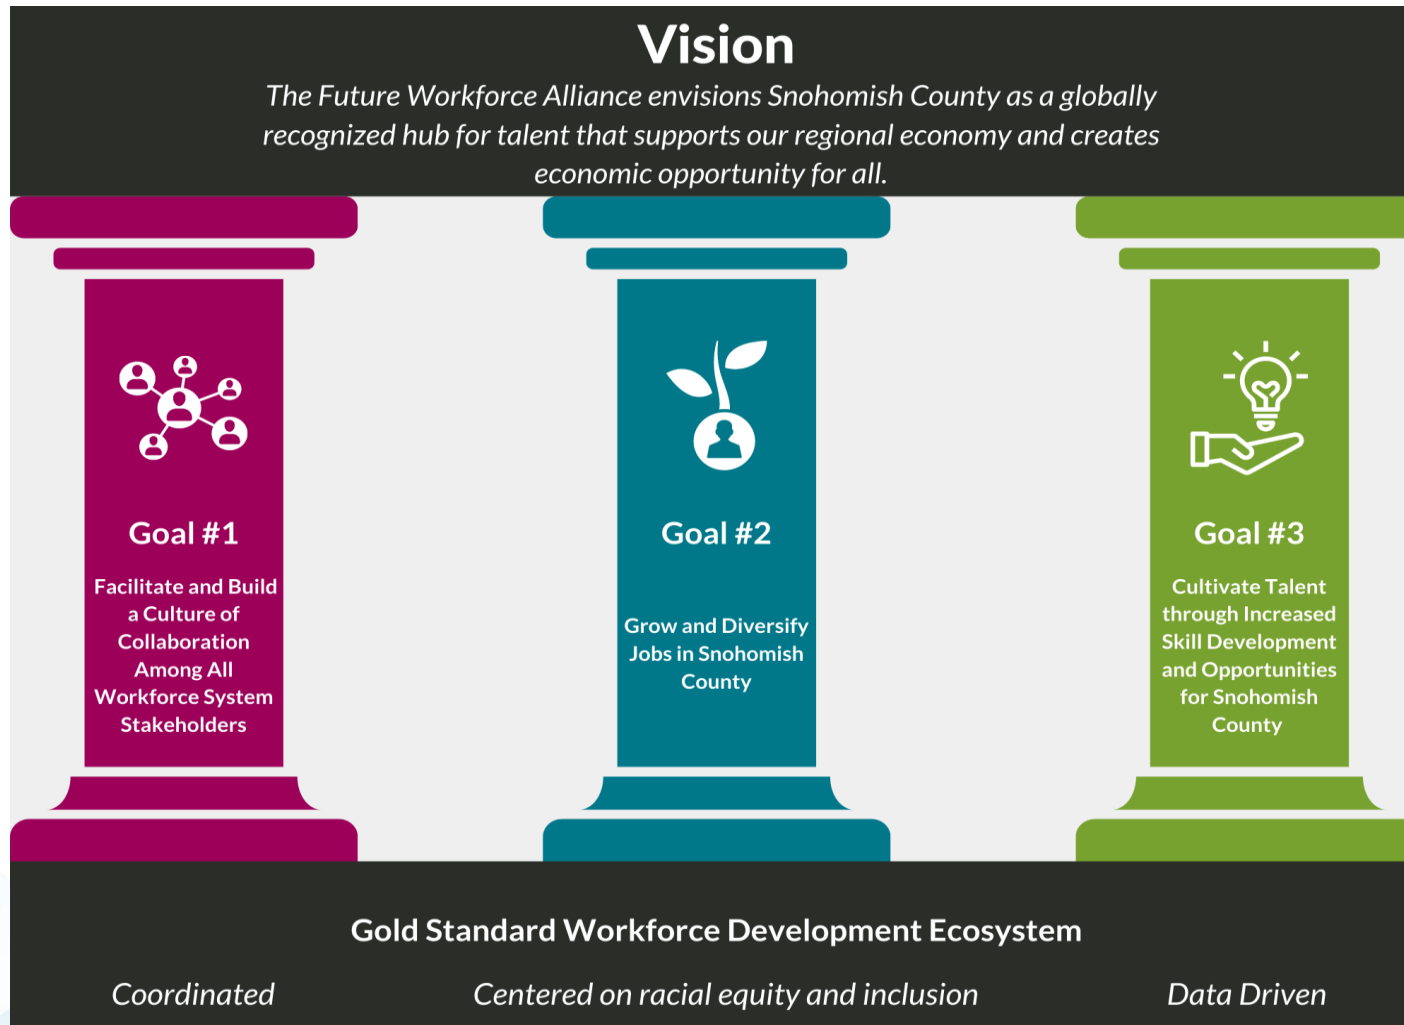 Vision
The Future Workforce Alliance envisions Snohomish County as a globally
recognized hub for talent that supports our regional economy and creates
economic opportunity for all.
Goal #1
Facilitate and Build
a Culture of
Collaboration
Among All
Workforce System
Stakeholders
Goal #2
Grow and Diversify
Jobs in Snohomish
County
Goal #3
Cultivate Talent
through Increased
Skill Development
and Opportunities
for Snohomish
County
Gold Standard Workforce Development Ecosystem
Coordinated
Centered on racial equity and inclusion
Data Driven